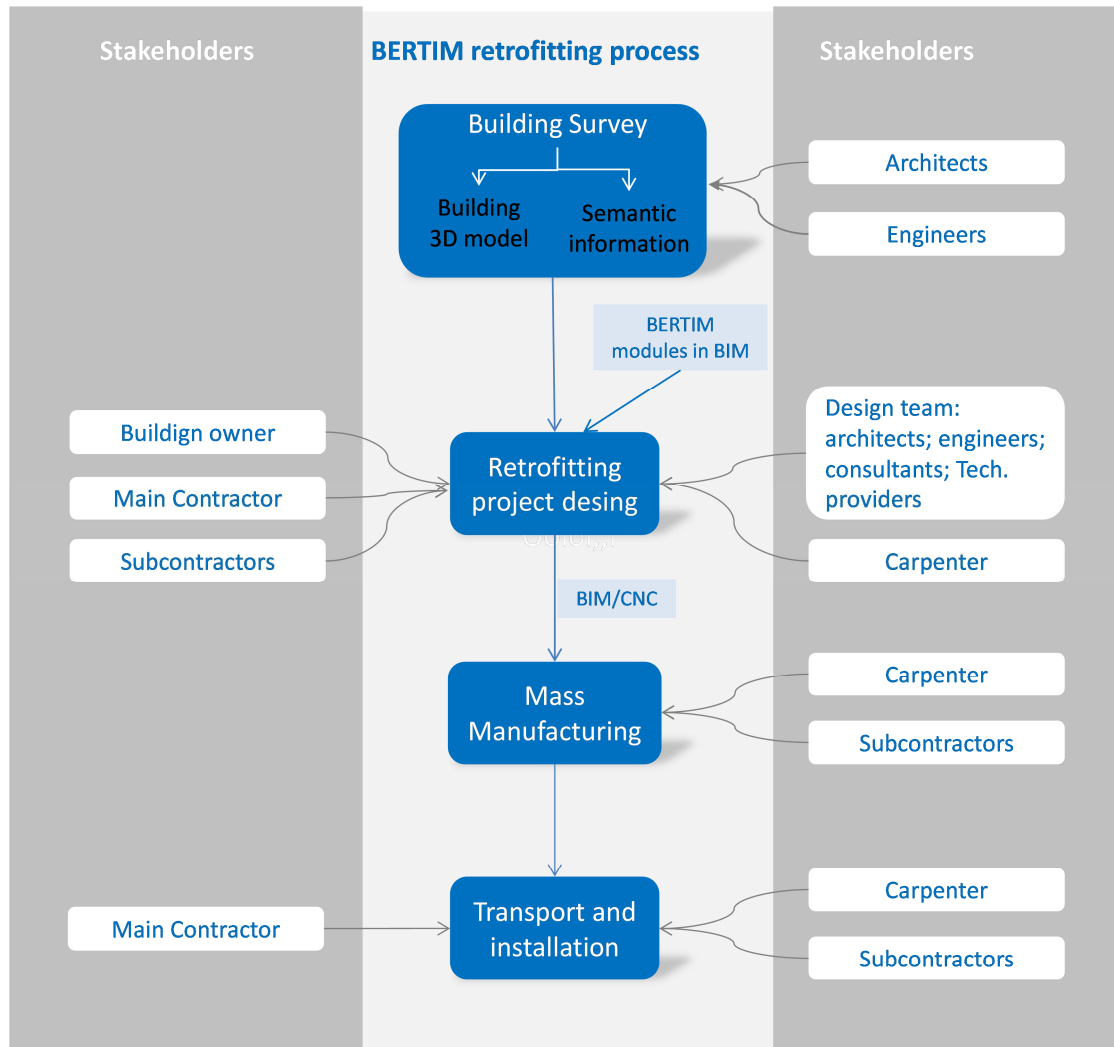 Stakeholders
BERTIM retrofitting process
Stakeholders
Building Survey
Building
3D model
Semantic
information
Architects
Engineers
BERTIM
modules in BIM
Buildign owner
Main Contractor
Subcontractors
Retrofitting
project desing
Design team:
architects; engineers;
consultants; Tech.
providers
Carpenter
BIM/CNC
Mass
Manufacturing
Carpenter
Subcontractors
Main Contractor
Transport and
installation
Carpenter
Subcontractors